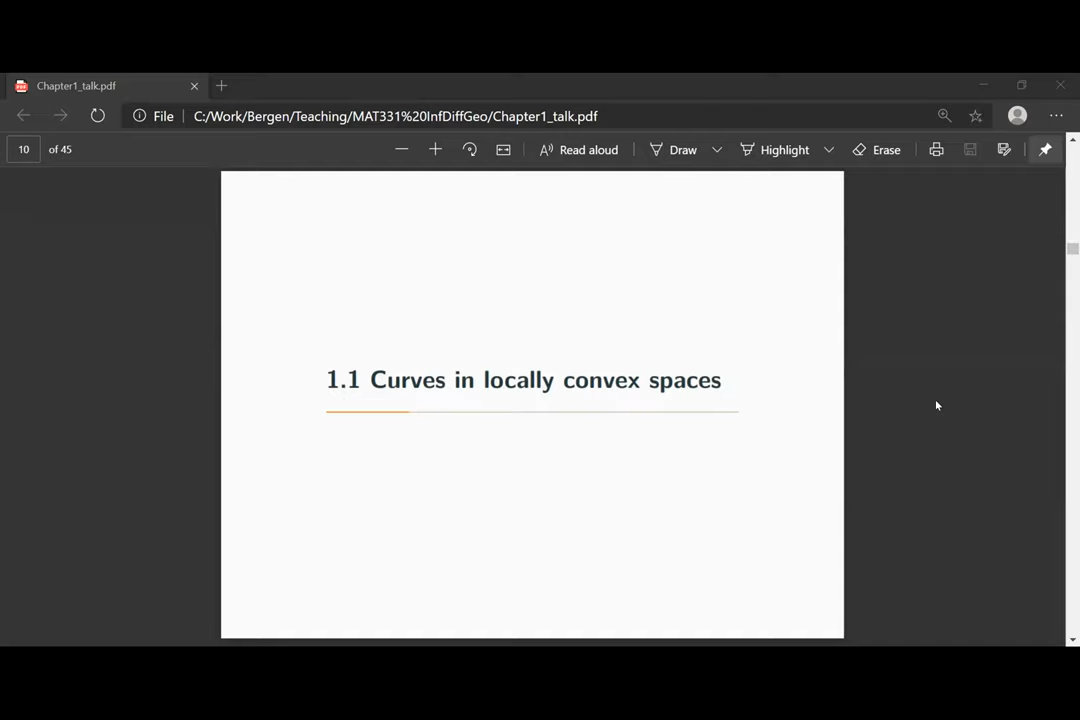 Chapter1_talk.pdf
File C:/Work/Bergen/Teaching/MAT331%20InfDiffGeo/Chapter1_talk.pdf
10 of 45 Read aloud Draw Highlight Erase
1.1 Curves in locally convex spaces